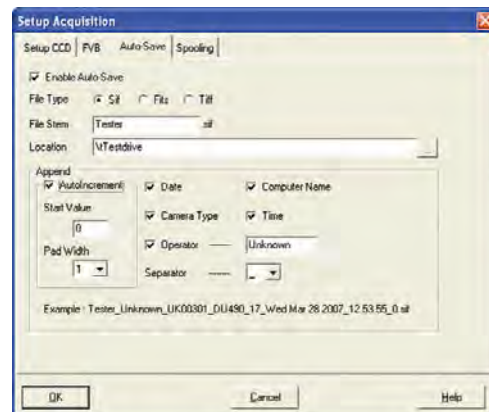 Setup Acquisition
Setup CCD FVB Auto Save Spooling
Enable Auto Save
File Type Sif Fits Tiff
File Stem Tester .sif
Location \\tTestdrive ...
Append
AutoIncrement Date Computer Name
Start Value Camera Type Time
0
Pad Width Operator Unknown
1 Separator _
Example : Tester_Unknown_UK00301_DU490_17_Wed Mar 28 2007_12.53.55_0.sif
OK Cancel Help